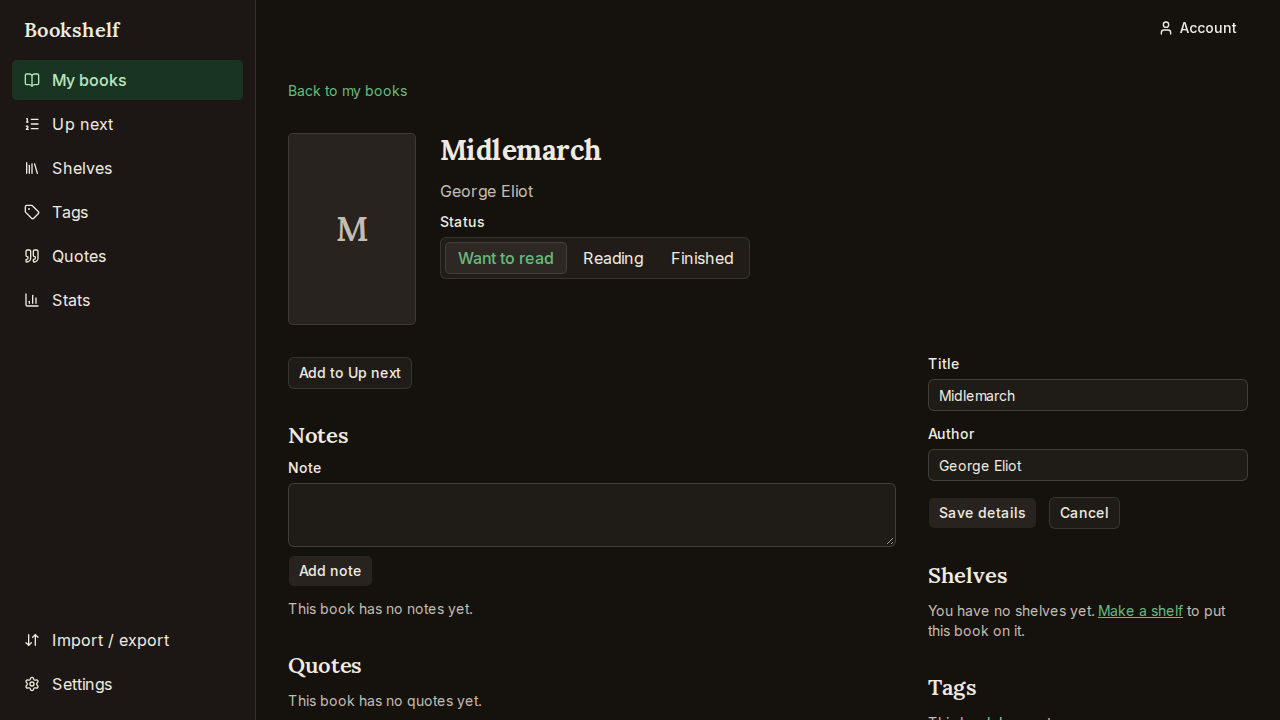 Bookshelf
My books
Up next
Shelves
Tags
Quotes
Stats
Import / export
Settings
Account
Back to my books
M
Midlemarch
George Eliot
Status
Want to read
Reading
Finished
Add to Up next
Notes
Note
Add note
This book has no notes yet.
Quotes
This book has no quotes yet.
Title
Midlemarch
Author
George Eliot
Save details
Cancel
Shelves
You have no shelves yet. Make a shelf to put
this book on it.
Tags